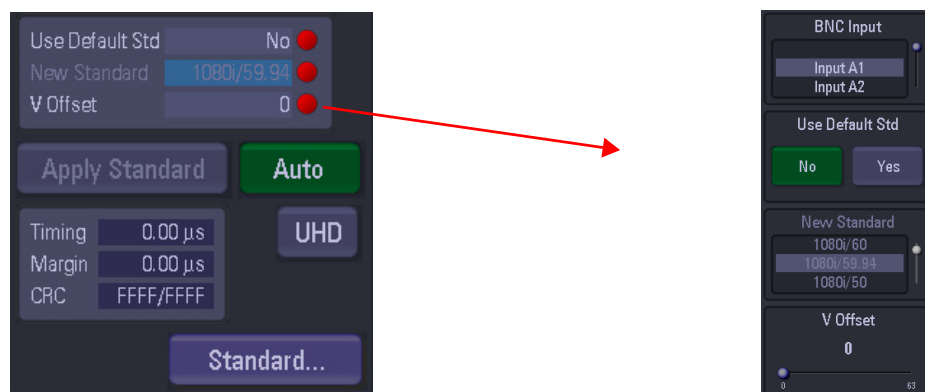 Use Default Std No
New Standard 1080i/59.94
V Offset 0
Apply Standard Auto
Timing 0.00 µs
UHD
Margin 0.00 µs
CRC FFFF/FFFF
Standard...
BNC Input
Input A1
Input A2
Use Default Std
No Yes
New Standard
1080i/60
1080i/59.94
1080i/50
V Offset
0
0 63